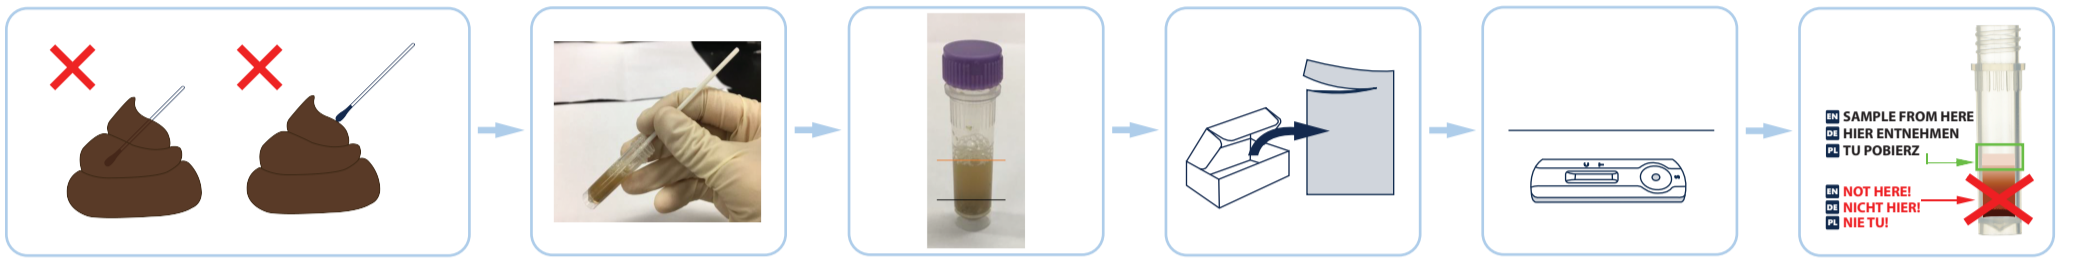 C T
S
EN SAMPLE FROM HERE
DE HIER ENTNEHMEN
PL TU POBIERZ
EN NOT HERE!
DE NICHT HIER!
PL NIE TU!